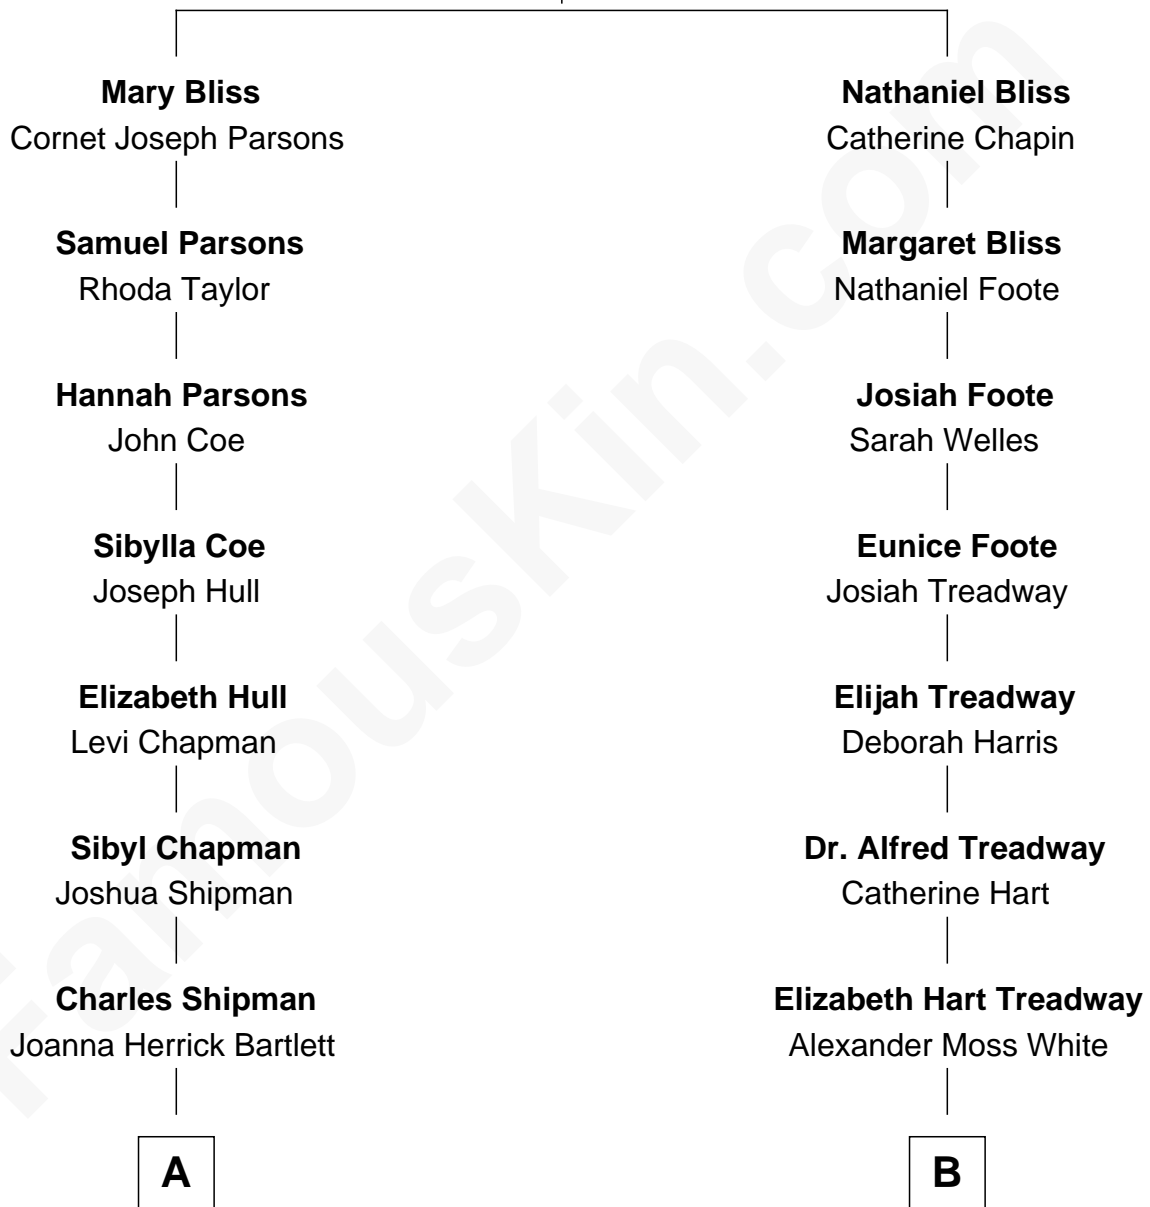 Mary Bliss
Cornet Joseph Parsons
Samuel Parsons
Rhoda Taylor
Hannah Parsons
John Coe
Sibylla Coe
Joseph Hull
Elizabeth Hull
Levi Chapman
Sibyl Chapman
Joshua Shipman
Charles Shipman
Joanna Herrick Bartlett
A
Nathaniel Bliss
Catherine Chapin
Margaret Bliss
Nathaniel Foote
Josiah Foote
Sarah Welles
Eunice Foote
Josiah Treadway
Elijah Treadway
Deborah Harris
Dr. Alfred Treadway
Catherine Hart
Elizabeth Hart Treadway
Alexander Moss White
B
FamousKin.com